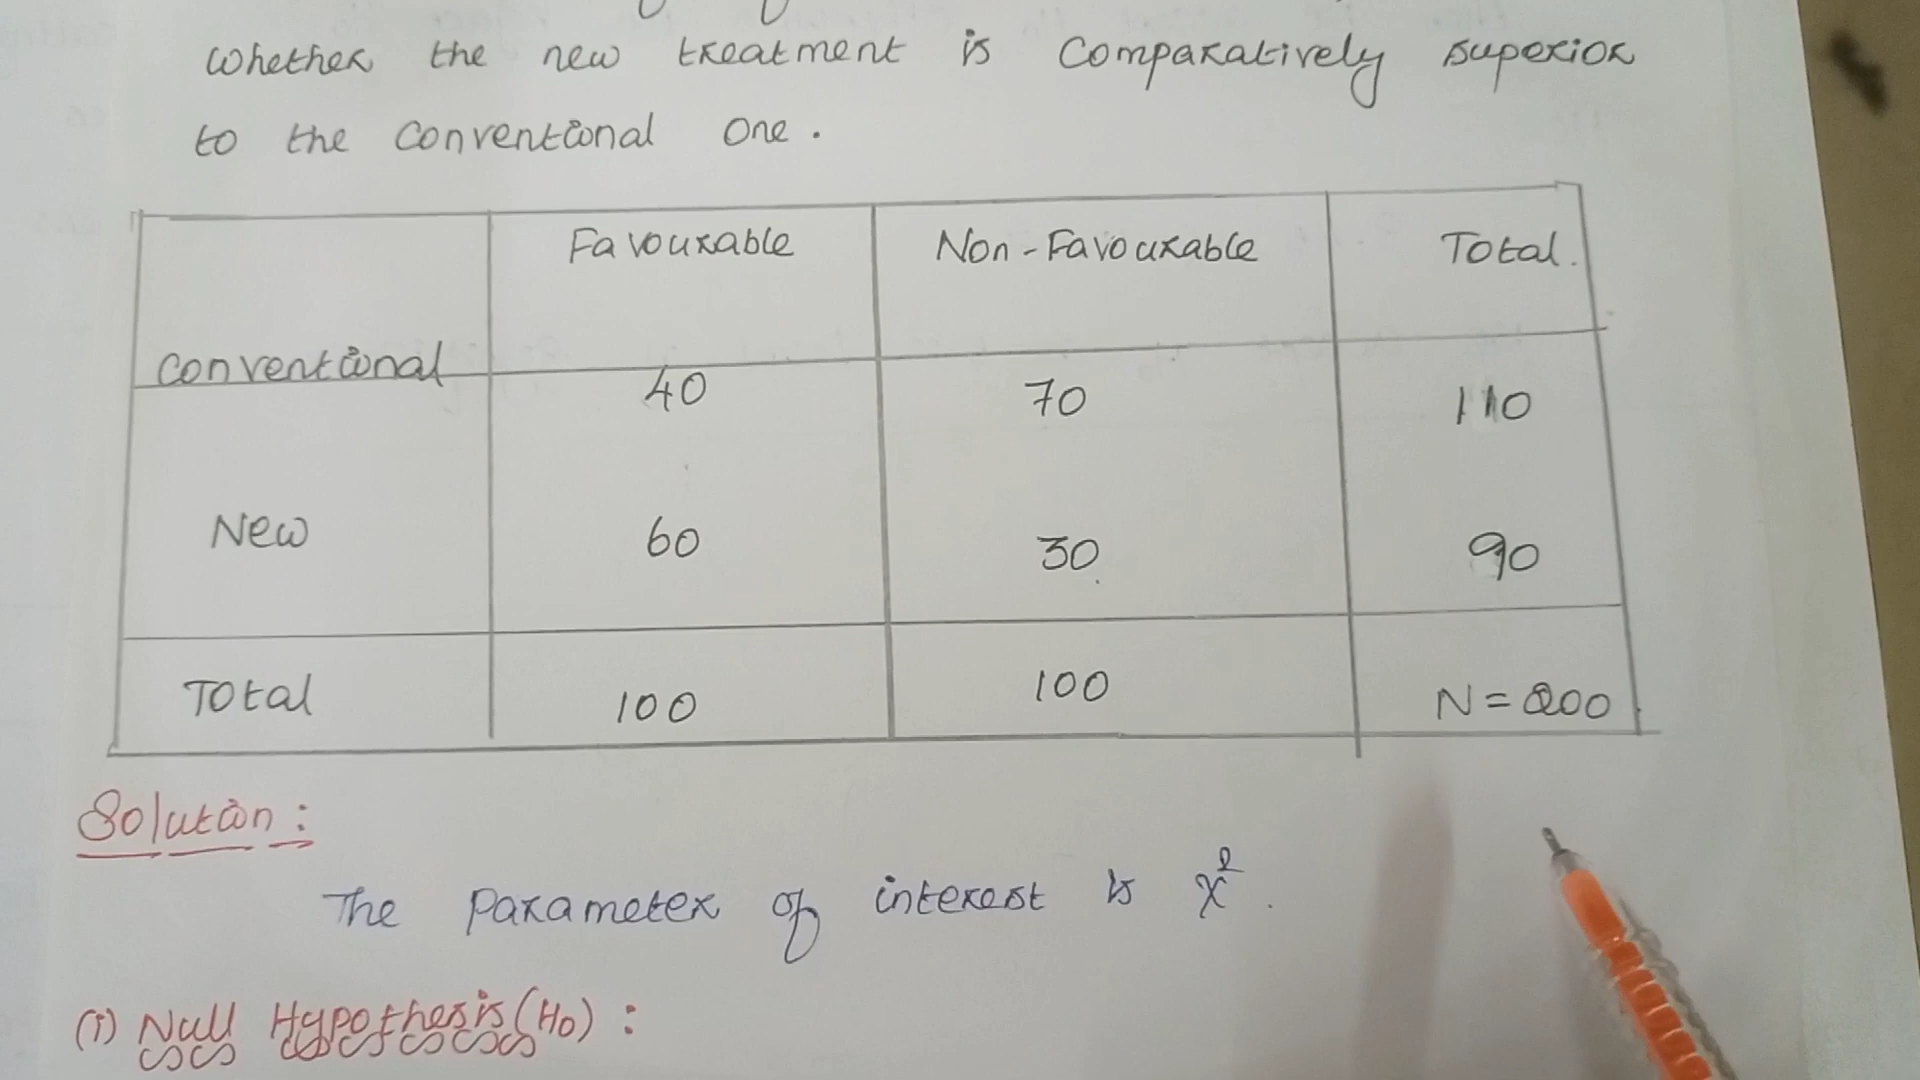 whether the new treatment is comparatively superior
to the conventional one.
Favourable Non-Favourable Total.
conventional 40 70 110
New 60 30 90
Total 100 100 N = 200
Solution:
The parameter of interest is χ².
(i) Null Hypothesis (H0):